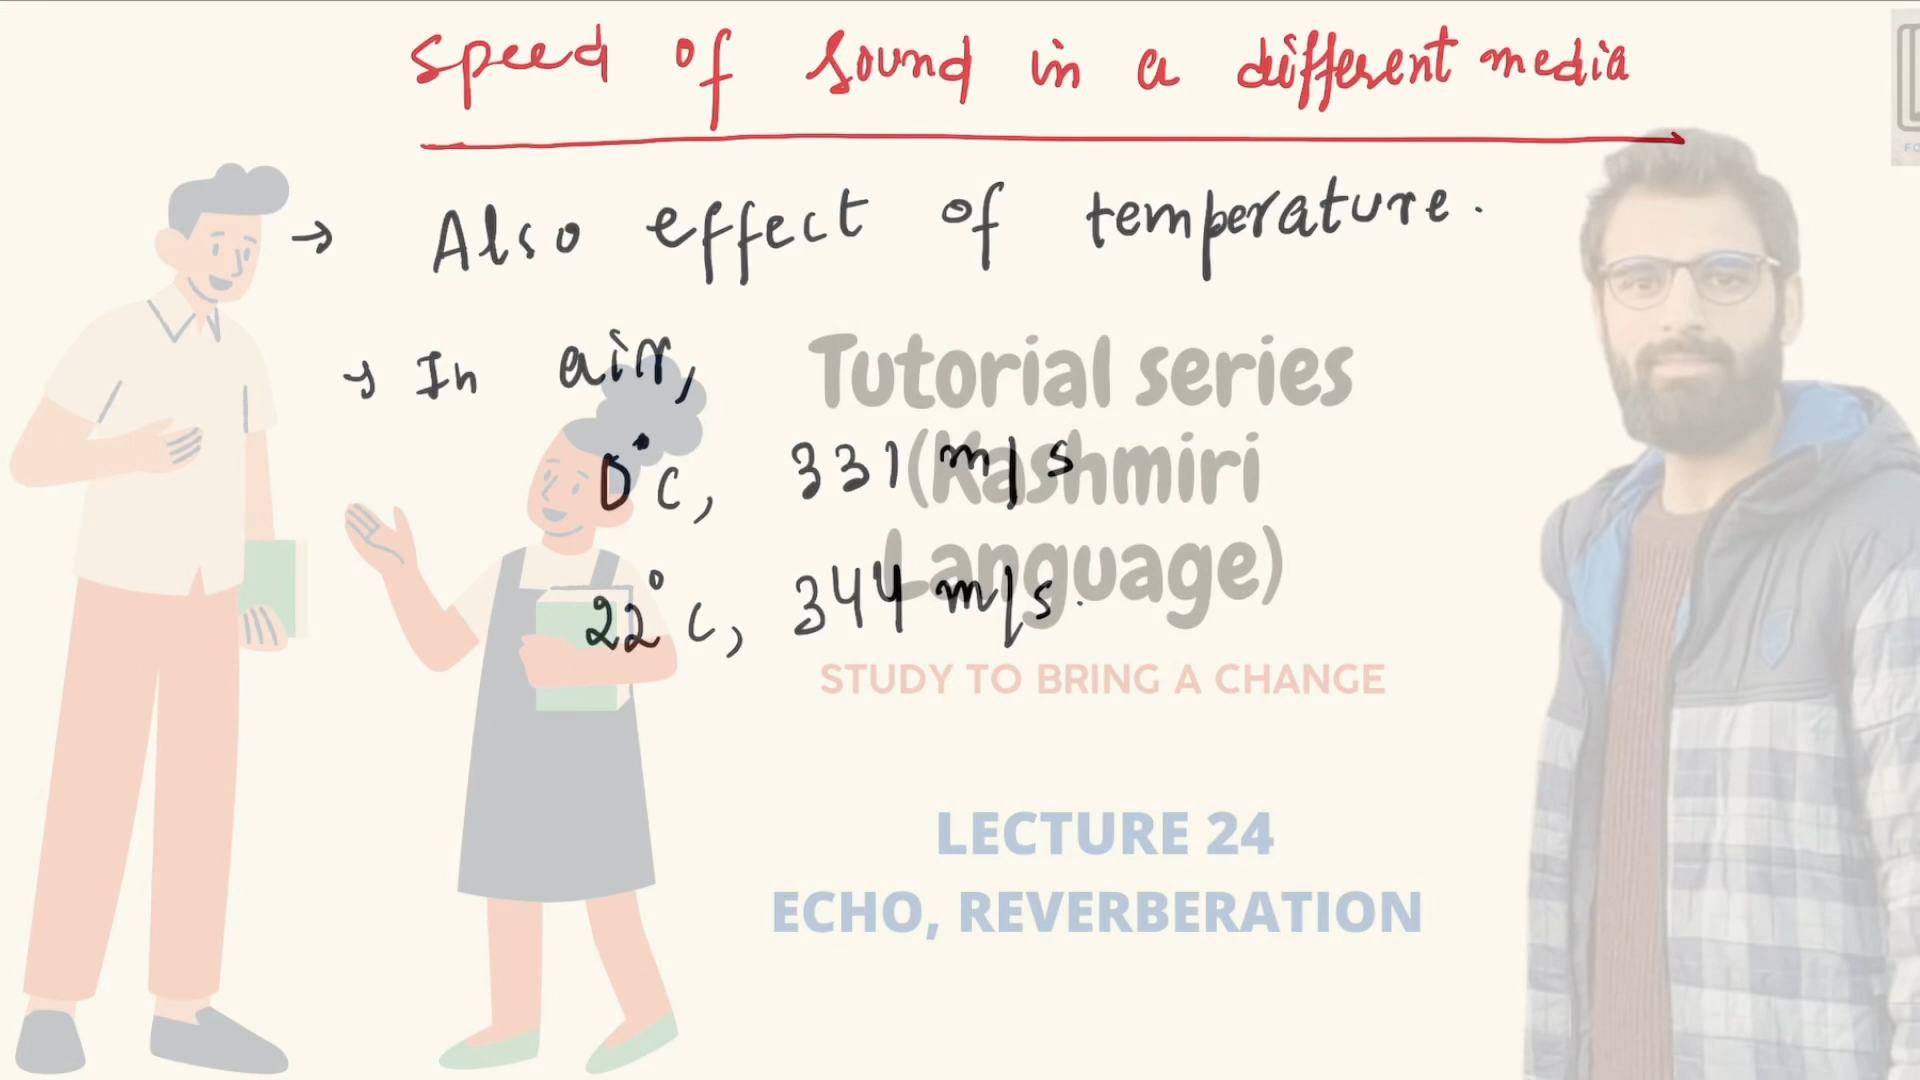 speed of sound in a different media
→ Also effect of temperature.
→ In air,
0°c, 331 m/s
22°c, 344 m/s.
Tutorial series
(Kashmiri
Language)
STUDY TO BRING A CHANGE
LECTURE 24
ECHO, REVERBERATION